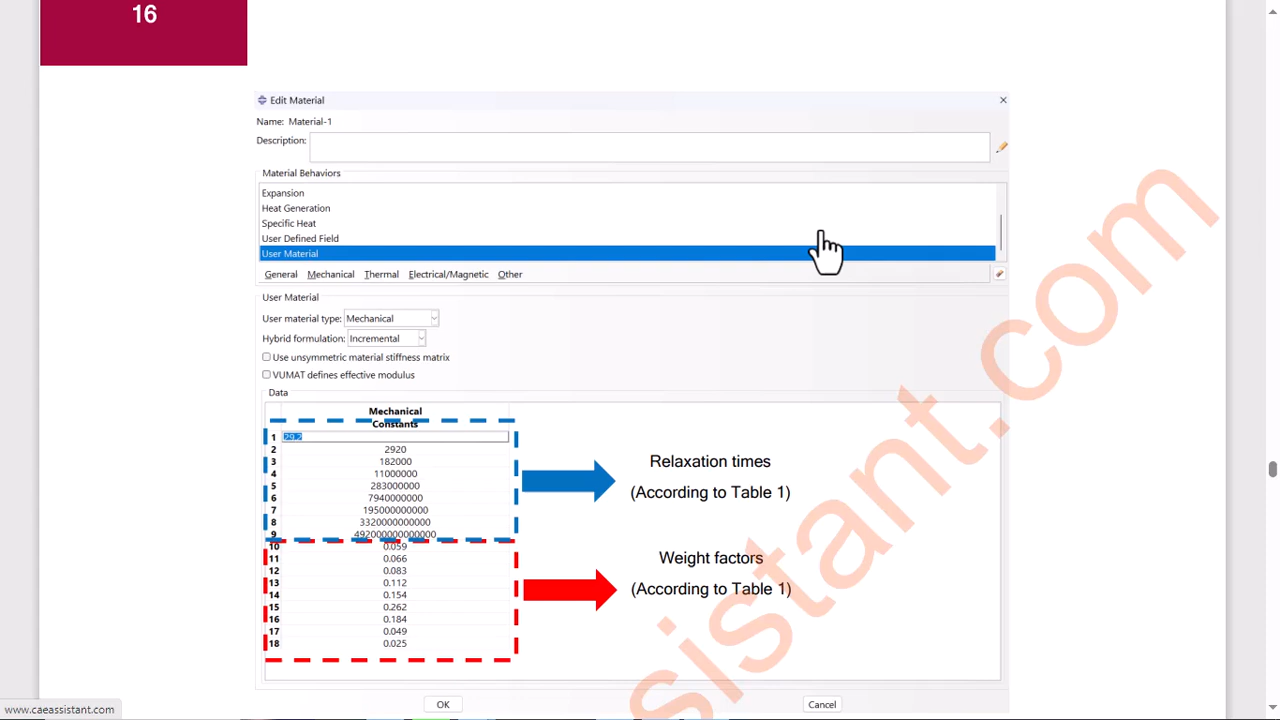 16
Edit Material
Name: Material-1
Description:
Material Behaviors
Expansion
Heat Generation
Specific Heat
User Defined Field
User Material
General Mechanical Thermal Electrical/Magnetic Other
User Material
User material type: Mechanical
Hybrid formulation: Incremental
Use unsymmetric material stiffness matrix
VUMAT defines effective modulus
Data
Mechanical
Constants
1 29.2
2 2920
3 182000
4 11000000
5 283000000
6 7940000000
7 195000000000
8 3320000000000
9 492000000000000
10 0.059
11 0.066
12 0.083
13 0.112
14 0.154
15 0.262
16 0.184
17 0.049
18 0.025
Relaxation times
(According to Table 1)
Weight factors
(According to Table 1)
OK Cancel
sistant.com
www.caeassistant.com